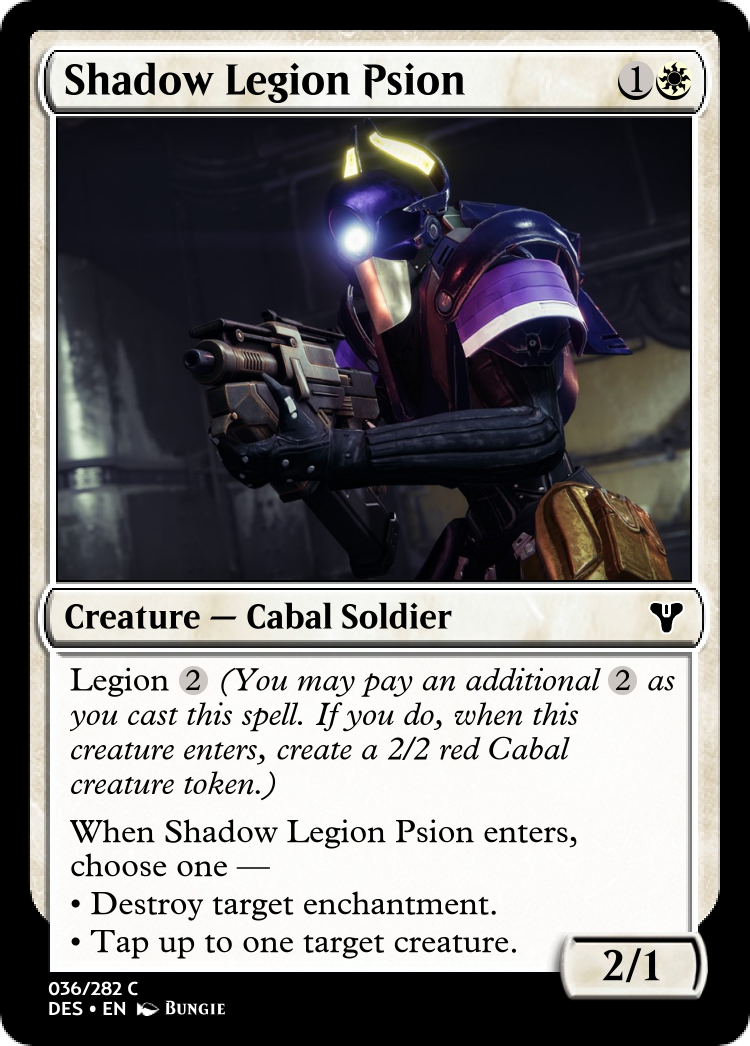 Shadow Legion Psion 1
Creature — Cabal Soldier
Legion 2 (You may pay an additional 2 as
you cast this spell. If you do, when this
creature enters, create a 2/2 red Cabal
creature token.)
When Shadow Legion Psion enters,
choose one —
• Destroy target enchantment.
• Tap up to one target creature.
2/1
036/282 C
DES • EN Bungie